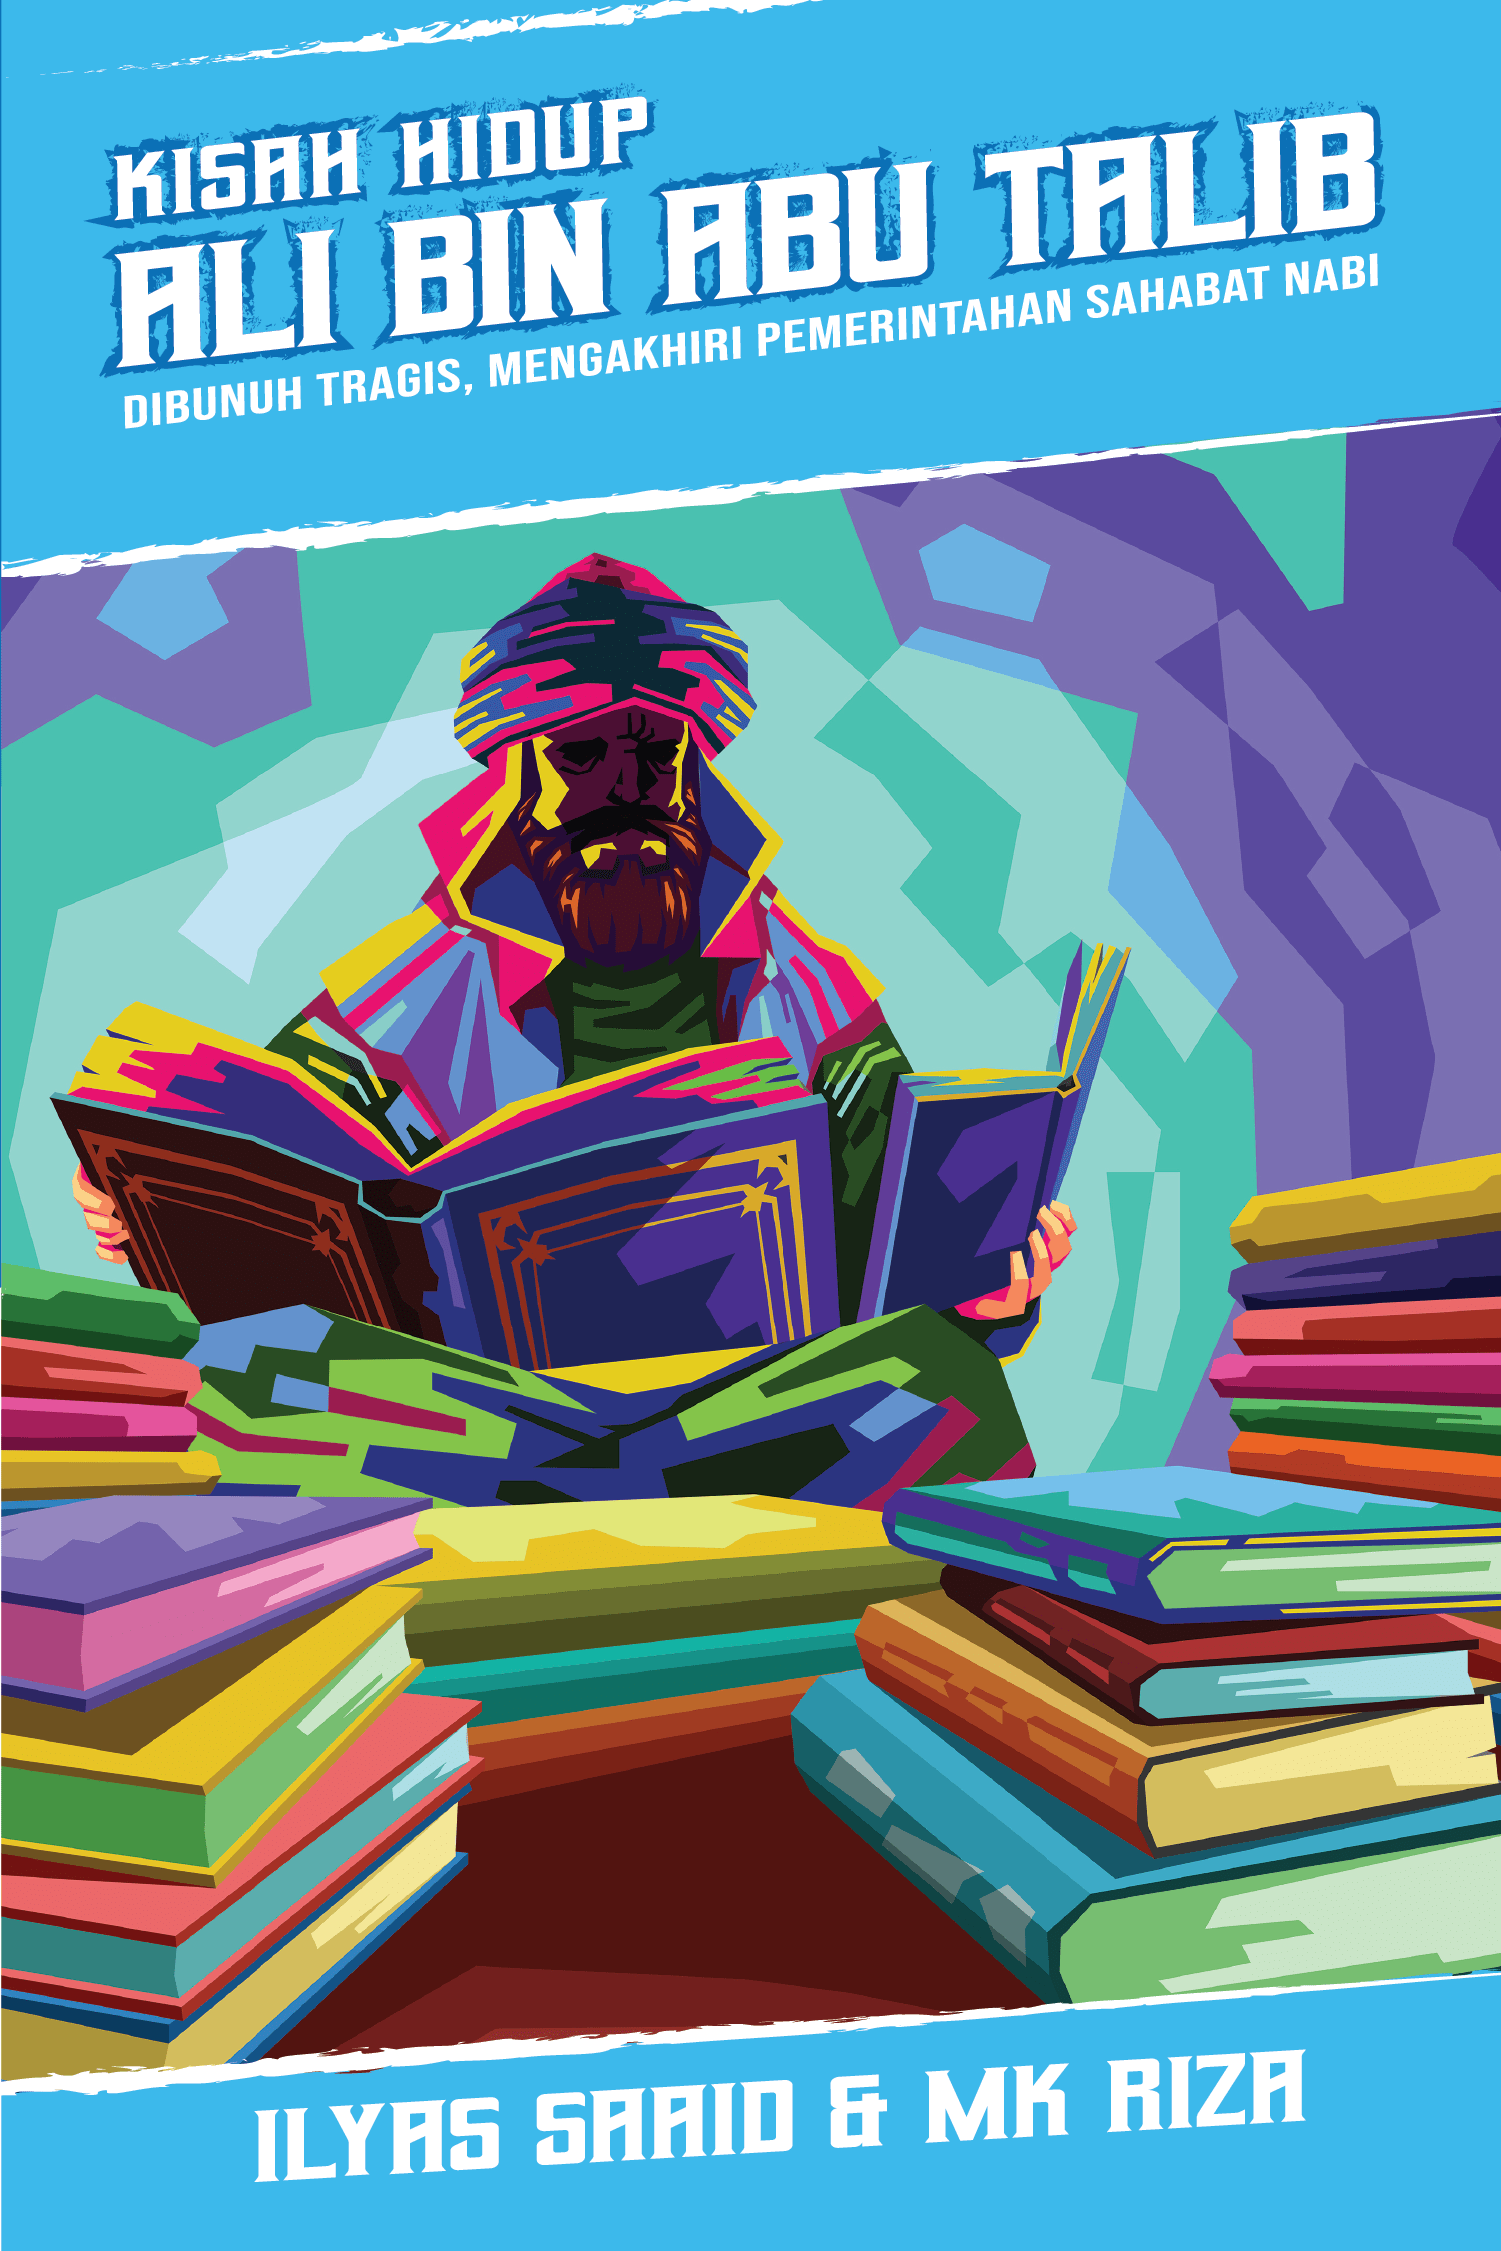 KISAH HIDUP
ALI BIN ABU TALIB
DIBUNUH TRAGIS, MENGAKHIRI PEMERINTAHAN SAHABAT NABI
ILYAS SAAID & MK RIZA